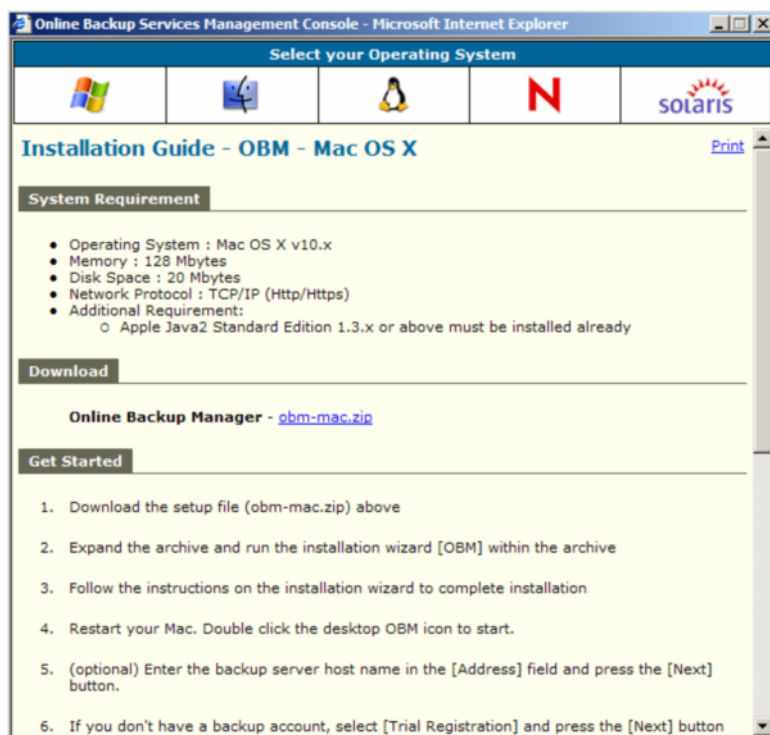 Online Backup Services Management Console - Microsoft Internet Explorer
Select your Operating System
N
solaris
Installation Guide - OBM - Mac OS X
Print
System Requirement
Operating System : Mac OS X v10.x
Memory : 128 Mbytes
Disk Space : 20 Mbytes
Network Protocol : TCP/IP (Http/Https)
Additional Requirement:
Apple Java2 Standard Edition 1.3.x or above must be installed already
Download
Online Backup Manager - obm-mac.zip
Get Started
1. Download the setup file (obm-mac.zip) above
2. Expand the archive and run the installation wizard [OBM] within the archive
3. Follow the instructions on the installation wizard to complete installation
4. Restart your Mac. Double click the desktop OBM icon to start.
5. (optional) Enter the backup server host name in the [Address] field and press the [Next]
button.
6. If you don't have a backup account, select [Trial Registration] and press the [Next] button